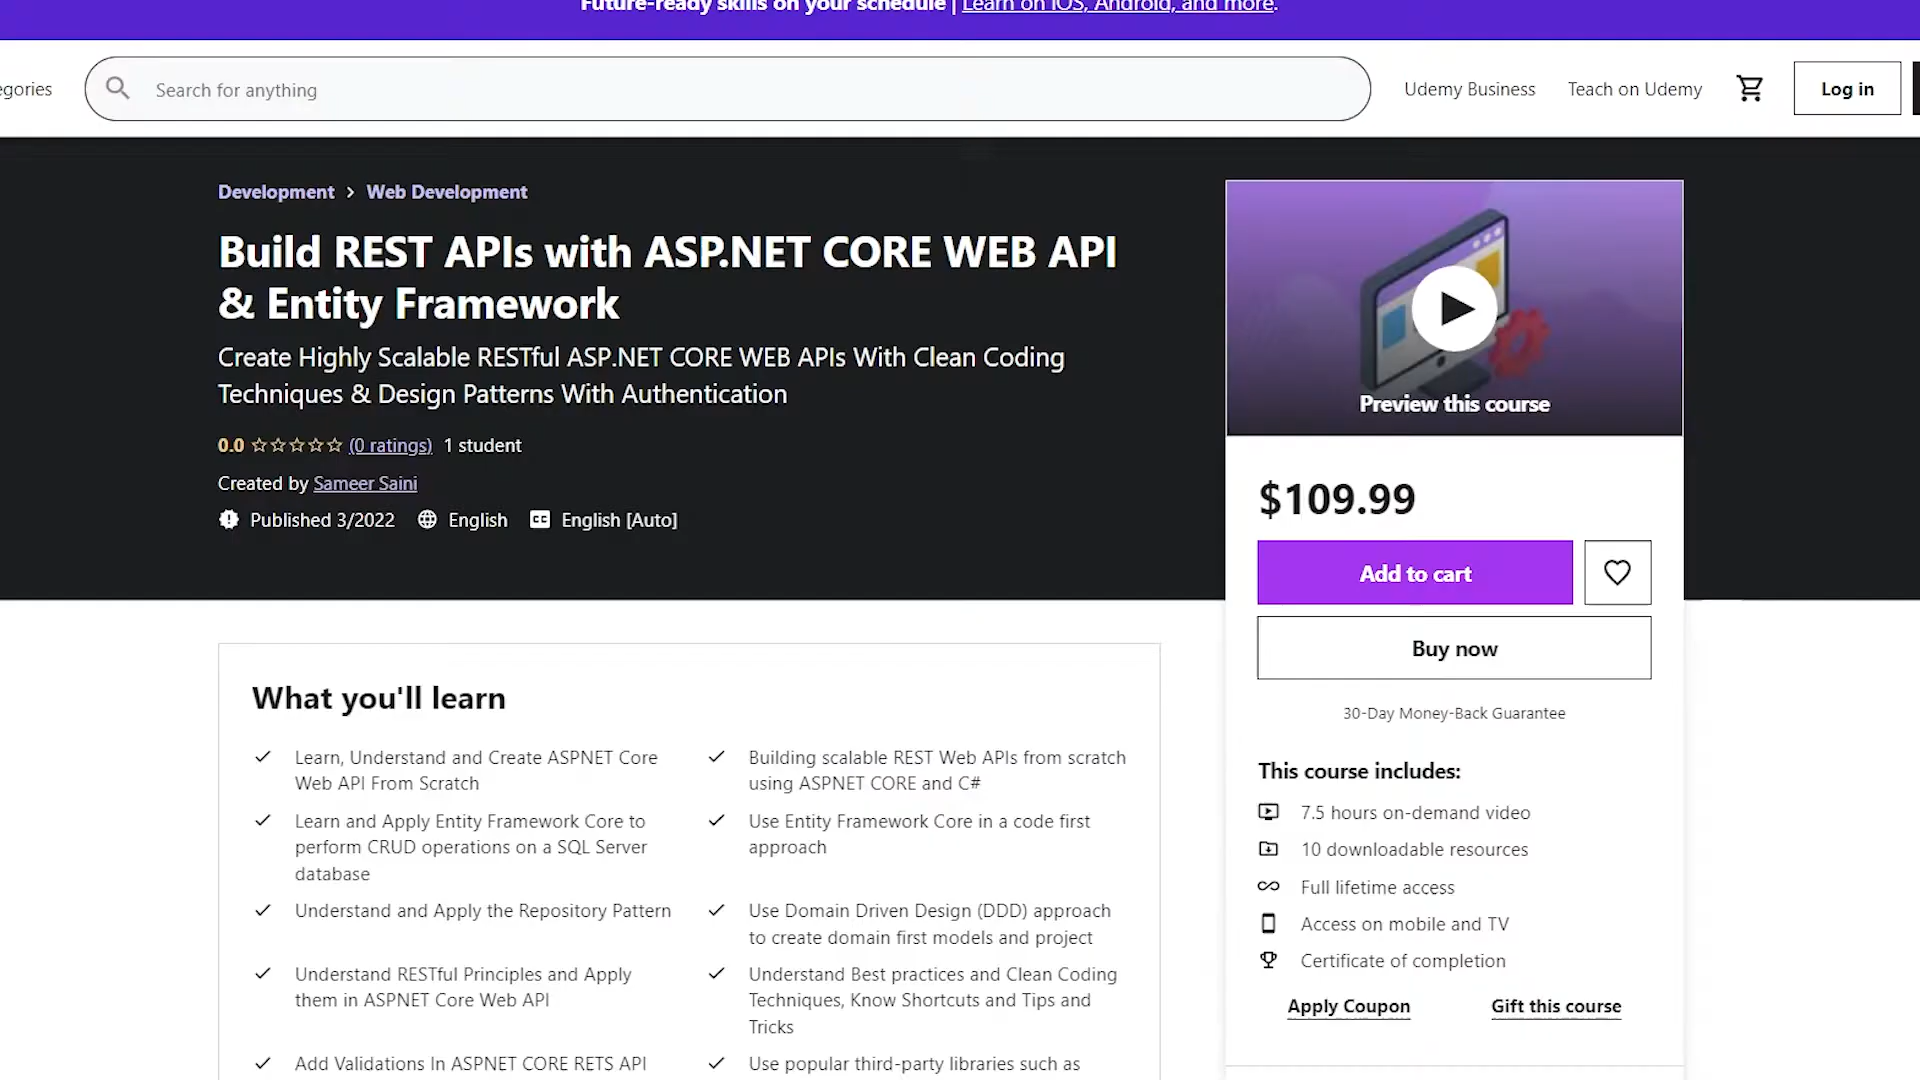 Future-ready skills on your schedule | Learn on iOS, Android, and more.
egories
Search for anything
Udemy Business
Teach on Udemy
Log in
Development > Web Development
Build REST APIs with ASP.NET CORE WEB API
& Entity Framework
Create Highly Scalable RESTful ASP.NET CORE WEB APIs With Clean Coding
Techniques & Design Patterns With Authentication
0.0 (0 ratings) 1 student
Created by Sameer Saini
Published 3/2022 English CC English [Auto]
Preview this course
$109.99
Add to cart
Buy now
30-Day Money-Back Guarantee
This course includes:
7.5 hours on-demand video
10 downloadable resources
Full lifetime access
Access on mobile and TV
Certificate of completion
Apply Coupon
Gift this course
What you'll learn
Learn, Understand and Create ASPNET Core
Web API From Scratch
Building scalable REST Web APIs from scratch
using ASPNET CORE and C#
Learn and Apply Entity Framework Core to
perform CRUD operations on a SQL Server
database
Use Entity Framework Core in a code first
approach
Understand and Apply the Repository Pattern
Use Domain Driven Design (DDD) approach
to create domain first models and project
Understand RESTful Principles and Apply
them in ASPNET Core Web API
Understand Best practices and Clean Coding
Techniques, Know Shortcuts and Tips and
Tricks
Add Validations In ASPNET CORE RETS API
Use popular third-party libraries such as